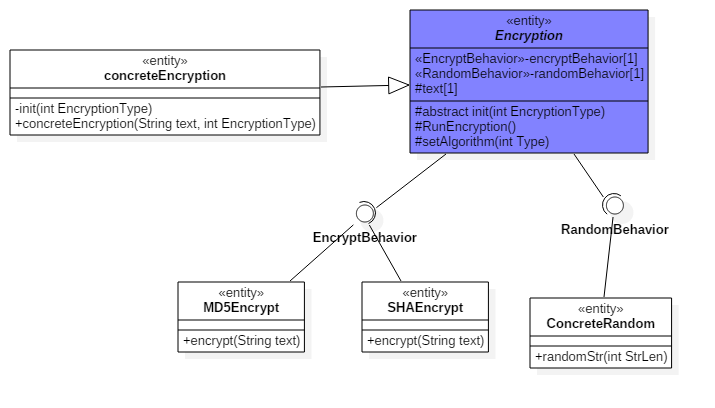 «entity»
Encryption
«EncryptBehavior»-encryptBehavior[1]
«RandomBehavior»-randomBehavior[1]
#text[1]
#abstract init(int EncryptionType)
#RunEncryption()
#setAlgorithm(int Type)
«entity»
concreteEncryption
-init(int EncryptionType)
+concreteEncryption(String text, int EncryptionType)
EncryptBehavior
RandomBehavior
«entity»
MD5Encrypt
+encrypt(String text)
«entity»
SHAEncrypt
+encrypt(String text)
«entity»
ConcreteRandom
+randomStr(int StrLen)